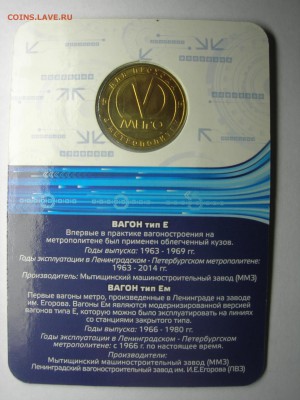 COINS.LAVE.RU
МЕТРО
ВАГОН тип Е
Впервые в практике вагоностроения на
метрополитене был применен облегченный кузов.
Годы выпуска: 1963 - 1969 гг.
Годы эксплуатации в Ленинградском - Петербургском метрополитене:
1963 - 2014 гг.
Производитель: Мытищинский машиностроительный завод (ММЗ)
ВАГОН тип Ем
Первые вагоны метро, произведенные в Ленинграде на заводе
им. Егорова. Вагоны Ем являются модернизированной версией
вагонов типа Е, которую можно было эксплуатировать на линиях
со станциями закрытого типа.
Годы выпуска: 1966 - 1980 гг.
Годы эксплуатации в Ленинградском - Петербургском
метрополитене: с 1966 г. по настоящее время.
Производители:
Мытищинский машиностроительный завод (ММЗ)
Ленинградский вагоностроительный завод им. И.Е.Егорова (ЛВЗ)